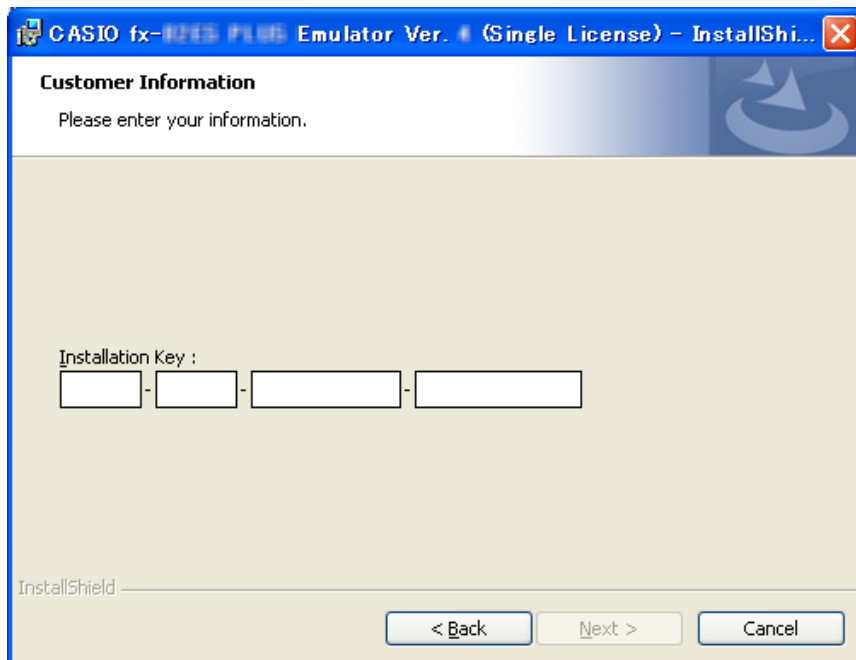 CASIO fx- Emulator Ver. (Single License) - InstallShi...
Customer Information
Please enter your information.
Installation Key :
- - -
InstallShield
< Back Next > Cancel